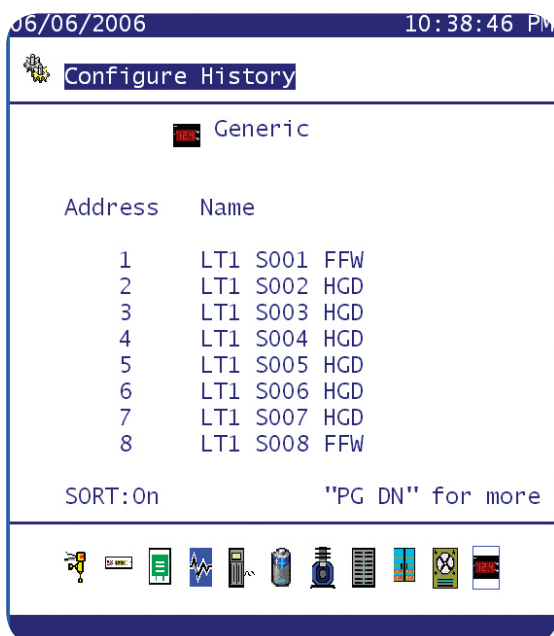 06/06/2006 10:38:46 PM
Configure History
Generic
Address Name
1 LT1 S001 FFW
2 LT1 S002 HGD
3 LT1 S003 HGD
4 LT1 S004 HGD
5 LT1 S005 HGD
6 LT1 S006 HGD
7 LT1 S007 HGD
8 LT1 S008 FFW
SORT:On "PG DN" for more